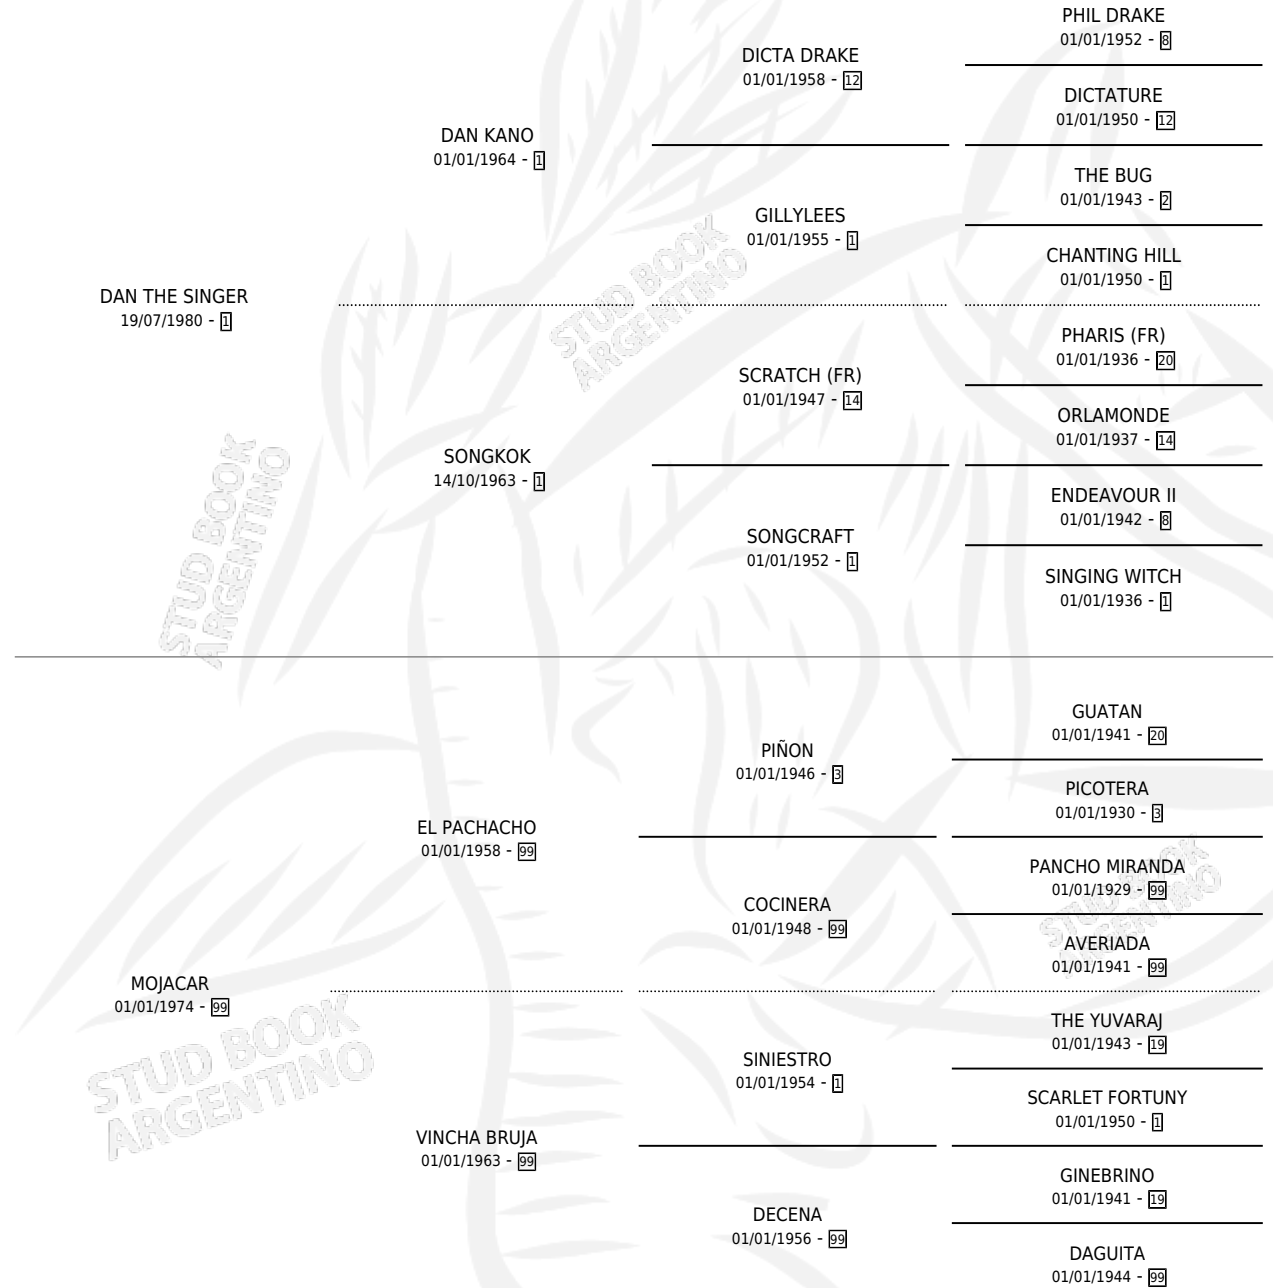 PHIL DRAKE
01/01/1952 - 8
DICTA DRAKE
01/01/1958 - 12
DICTATURE
01/01/1950 - 12
DAN KANO
01/01/1964 - 1
THE BUG
01/01/1943 - 2
GILLYLEES
01/01/1955 - 1
CHANTING HILL
01/01/1950 - 1
DAN THE SINGER
19/07/1980 - 1
PHARIS (FR)
01/01/1936 - 20
SCRATCH (FR)
01/01/1947 - 14
ORLAMONDE
01/01/1937 - 14
SONGKOK
14/10/1963 - 1
ENDEAVOUR II
01/01/1942 - 8
SONGCRAFT
01/01/1952 - 1
SINGING WITCH
01/01/1936 - 1
STUD BOOK
ARGENTINO
STUD BOOK
ARGENTINO
GUATAN
01/01/1941 - 20
PIÑON
01/01/1946 - 3
PICOTERA
01/01/1930 - 3
EL PACHACHO
01/01/1958 - 99
PANCHO MIRANDA
01/01/1929 - 99
COCINERA
01/01/1948 - 99
AVERIADA
01/01/1941 - 99
MOJACAR
01/01/1974 - 99
THE YUVARAJ
01/01/1943 - 19
SINIESTRO
01/01/1954 - 1
SCARLET FORTUNY
01/01/1950 - 1
VINCHA BRUJA
01/01/1963 - 99
GINEBRINO
01/01/1941 - 19
DECENA
01/01/1956 - 99
DAGUITA
01/01/1944 - 99
STUD BOOK
ARGENTINO
STUD BOOK
ARGENTINO